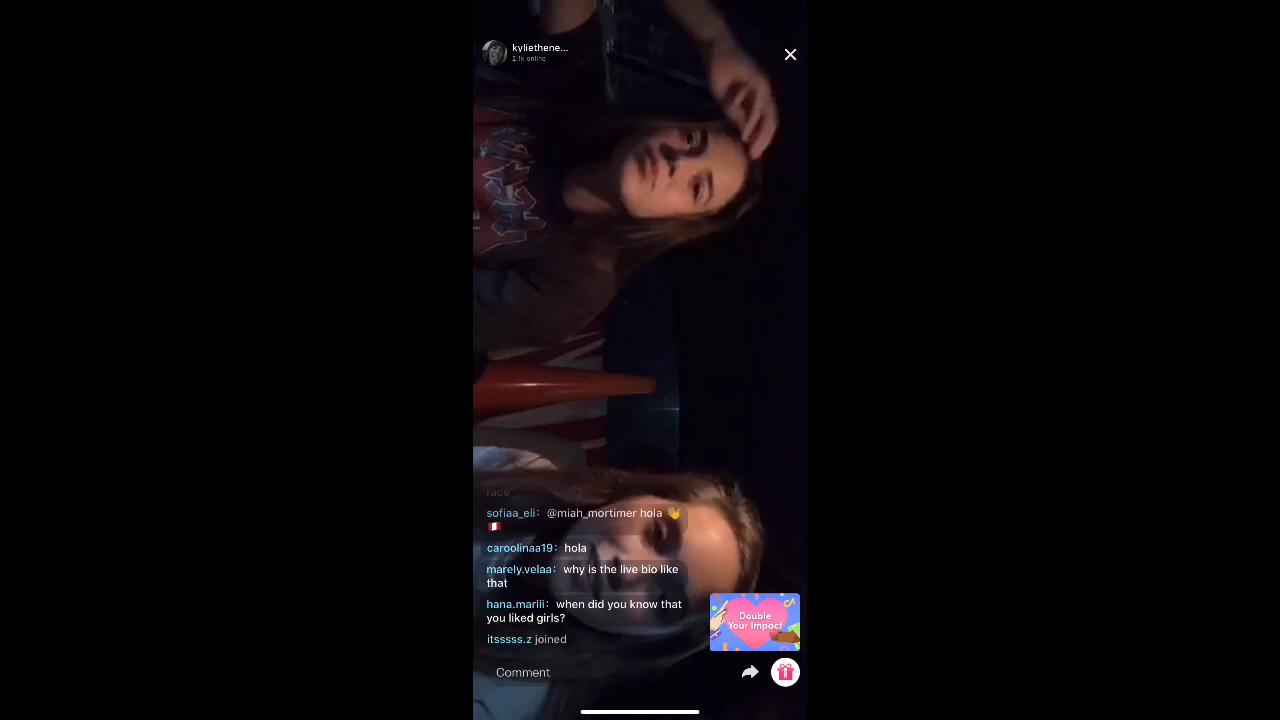 kyliethene...
2.1k online
race
sofiaa_eli: @miah_mortimer hola 👋
🇵🇪
caroolinaa19: hola
marely.velaa: why is the live bio like
that
hana.mariii: when did you know that
you liked girls?
itsssss.z joined
Double
Your Impact
Comment